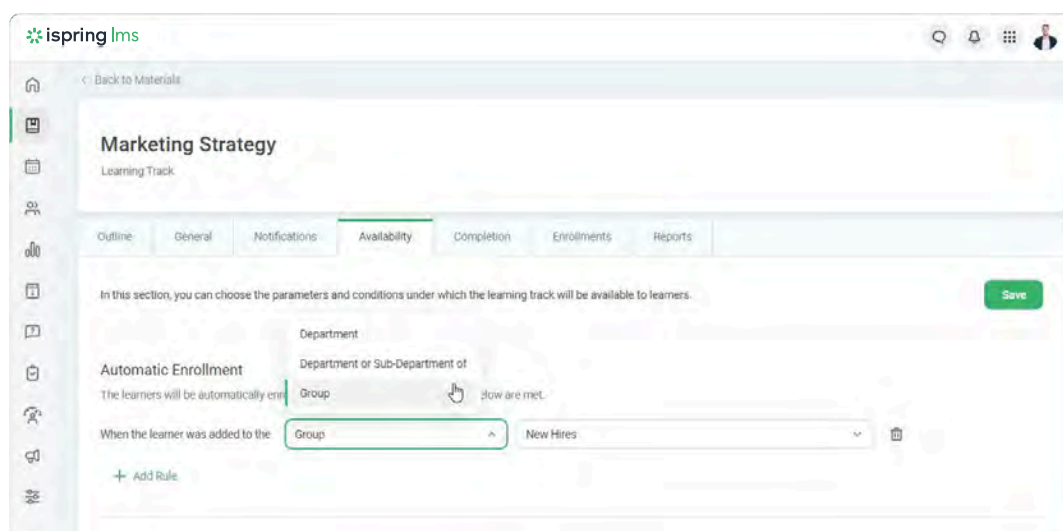 ispring lms
< Back to Materials
Marketing Strategy
Learning Track
Outline General Notifications Availability Completion Enrollments Reports
In this section, you can choose the parameters and conditions under which the learning track will be available to learners.
Save
Department
Department or Sub-Department of
Automatic Enrollment
Group
The learners will be automatically are met.
When the learner was added to the Group New Hires
+ Add Rule